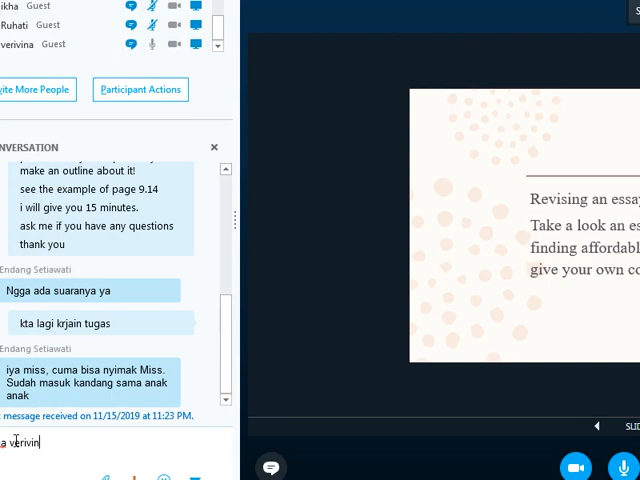 ikha Guest
Ruhati Guest
verivina Guest
vite More People
Participant Actions
NVERSATION
make an outline about it!
see the example of page 9.14
i will give you 15 minutes.
ask me if you have any questions
thank you
Endang Setiawati
Ngga ada suaranya ya
kta lagi krjain tugas
Endang Setiawati
iya miss, cuma bisa nyimak Miss.
Sudah masuk kandang sama anak
anak
message received on 11/15/2019 at 11:23 PM.
a verivin
Revising an essay
Take a look an es
finding affordabl
give your own co
SLID